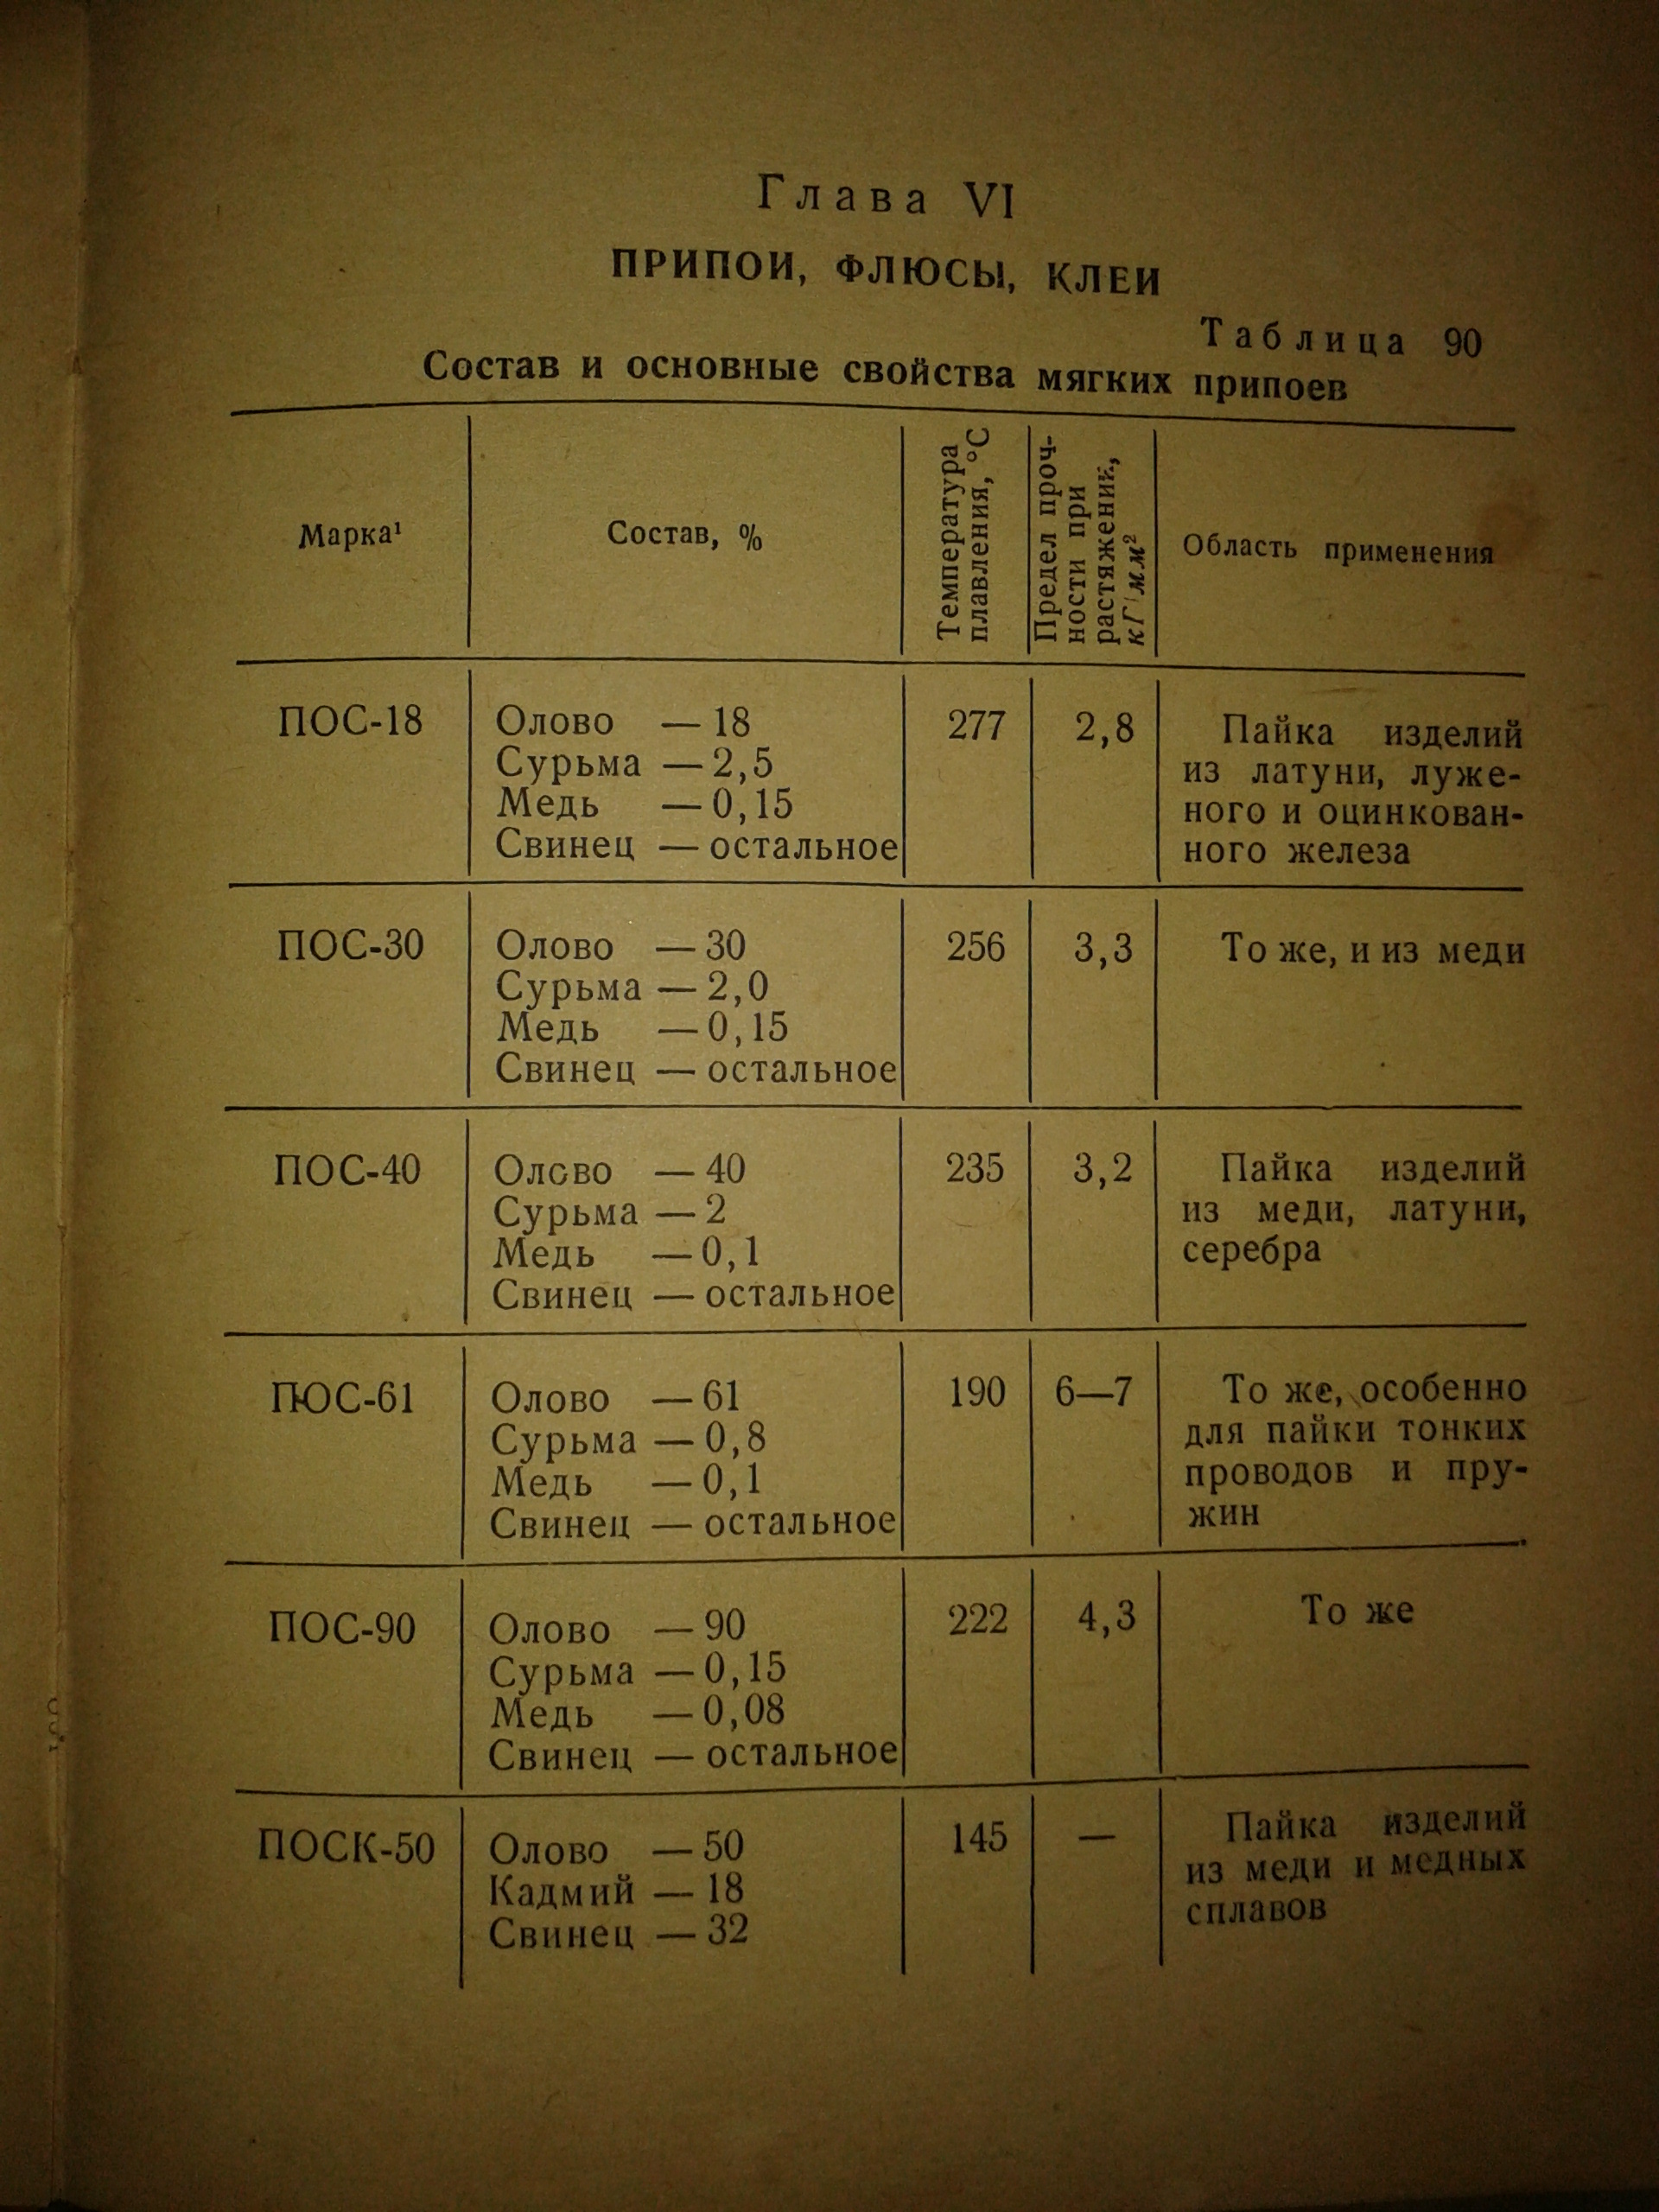 Глава VI
ПРИПОИ, ФЛЮСЫ, КЛЕИ
Таблица 90
Состав и основные свойства мягких припоев
Марка¹
Состав, %
Температура
плавления, °С
Предел проч-
ности при
растяжении,
кГ/мм²
Область применения
ПОС-18
Олово — 18
Сурьма — 2,5
Медь — 0,15
Свинец — остальное
277
2,8
Пайка изделий
из латуни, луже-
ного и оцинкован-
ного железа
ПОС-30
Олово — 30
Сурьма — 2,0
Медь — 0,15
Свинец — остальное
256
3,3
То же, и из меди
ПОС-40
Олово — 40
Сурьма — 2
Медь — 0,1
Свинец — остальное
235
3,2
Пайка изделий
из меди, латуни,
серебра
ПОС-61
Олово — 61
Сурьма — 0,8
Медь — 0,1
Свинец — остальное
190
6—7
То же, особенно
для пайки тонких
проводов и пру-
жин
ПОС-90
Олово — 90
Сурьма — 0,15
Медь — 0,08
Свинец — остальное
222
4,3
То же
ПОСК-50
Олово — 50
Кадмий — 18
Свинец — 32
145
—
Пайка изделий
из меди и медных
сплавов